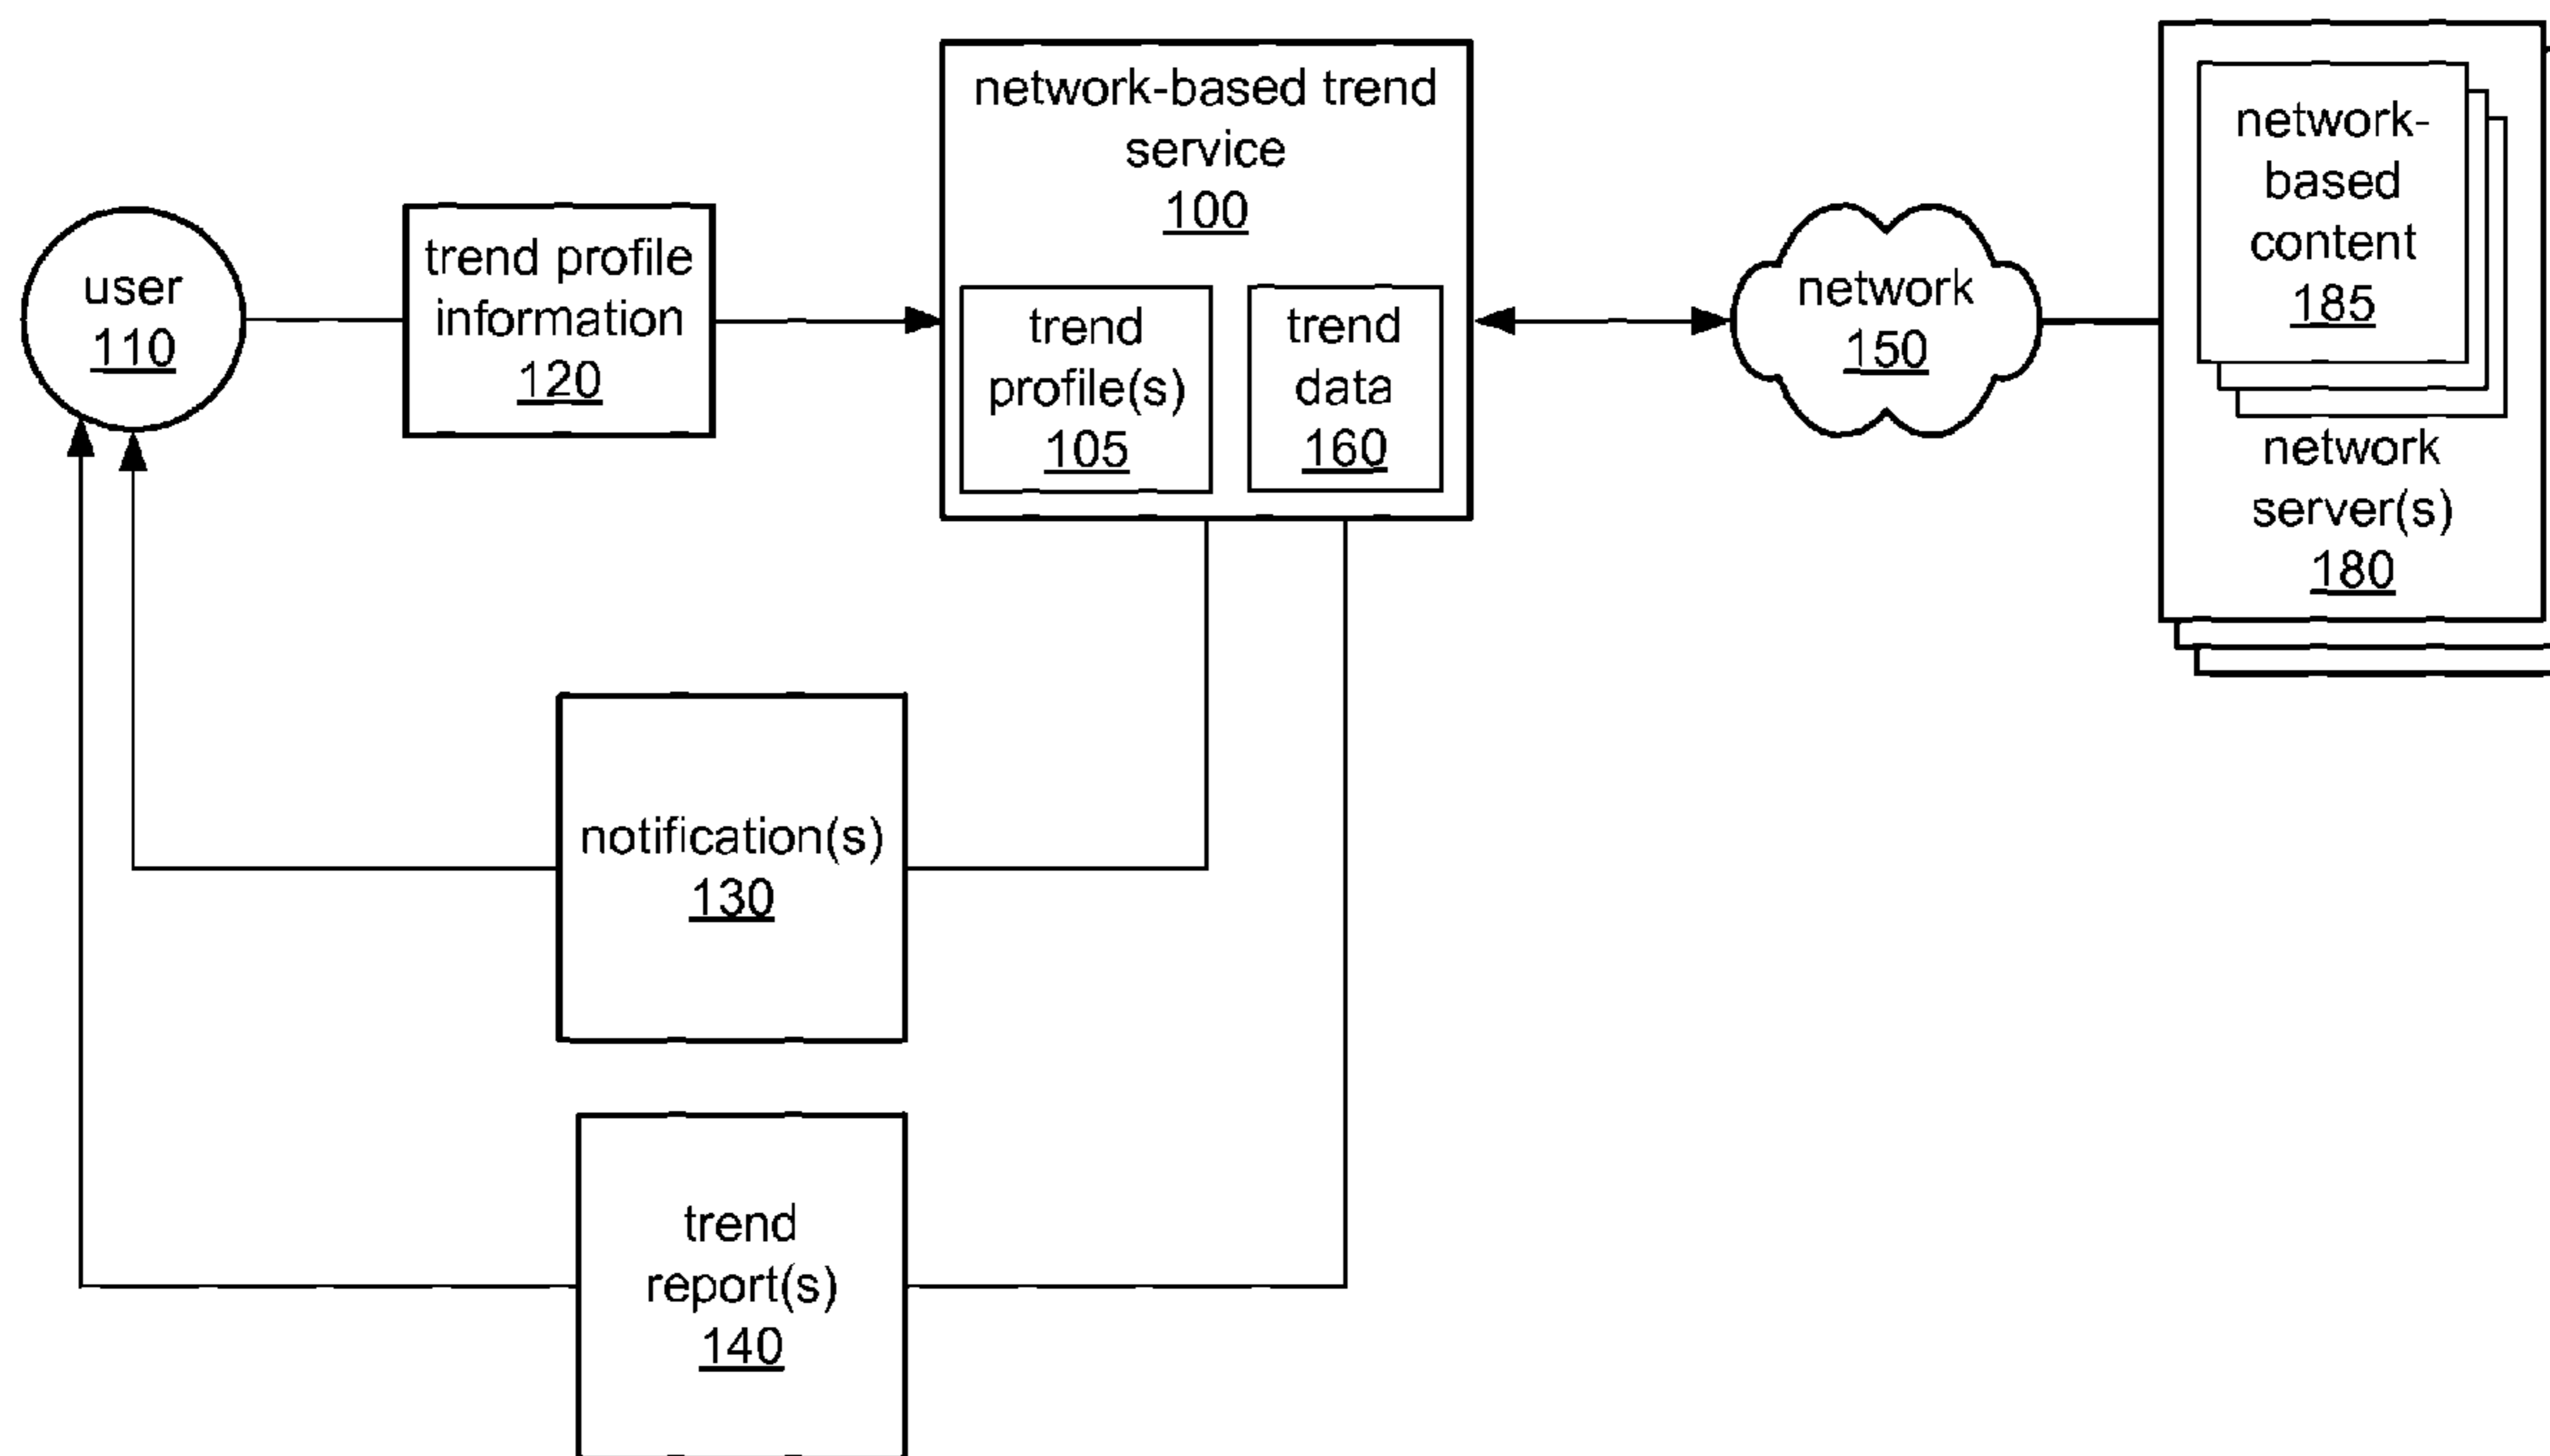 user
110
trend profile
information
120
network-based trend
service
100
trend
profile(s)
105
trend
data
160
network
150
network-
based
content
185
network
server(s)
180
notification(s)
130
trend
report(s)
140